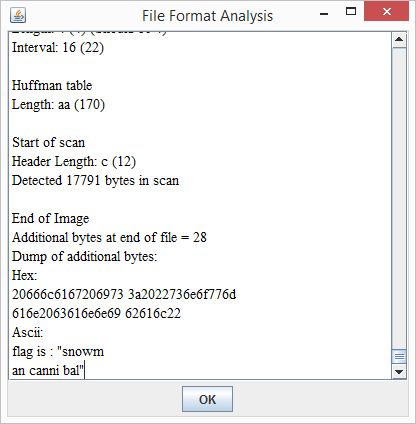 File Format Analysis
Interval: 16 (22)
Huffman table
Length: aa (170)
Start of scan
Header Length: c (12)
Detected 17791 bytes in scan
End of Image
Additional bytes at end of file = 28
Dump of additional bytes:
Hex:
20666c6167206973 3a2022736e6f776d
616e2063616e6e69 62616c22
Ascii:
flag is : "snowm
an canni bal"
OK